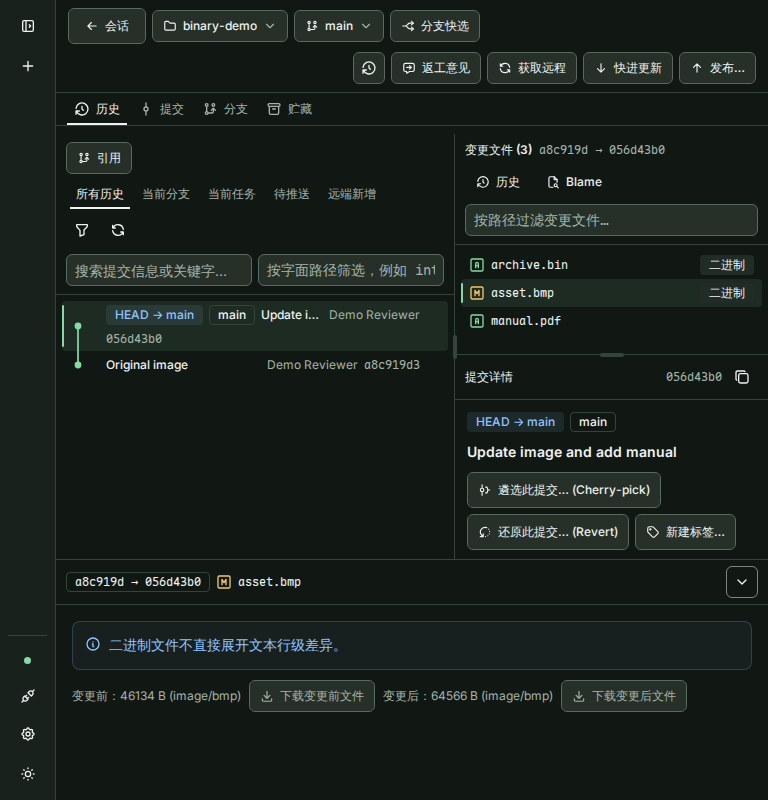 会话 binary-demo main 分支快选
返工意见 获取远程 快进更新 发布...
历史 提交 分支 贮藏
引用
所有历史 当前分支 当前任务 待推送 远端新增
搜索提交信息或关键字... 按字面路径筛选，例如 int
HEAD → main main Update i... Demo Reviewer
056d43b0
Original image Demo Reviewer a8c919d3
变更文件 (3) a8c919d → 056d43b0
历史 Blame
按路径过滤变更文件…
A archive.bin 二进制
M asset.bmp 二进制
A manual.pdf
提交详情 056d43b0
HEAD → main main
Update image and add manual
遴选此提交... (Cherry-pick)
还原此提交... (Revert) 新建标签...
a8c919d → 056d43b0 M asset.bmp
二进制文件不直接展开文本行级差异。
变更前：46134 B (image/bmp) 下载变更前文件 变更后：64566 B (image/bmp) 下载变更后文件